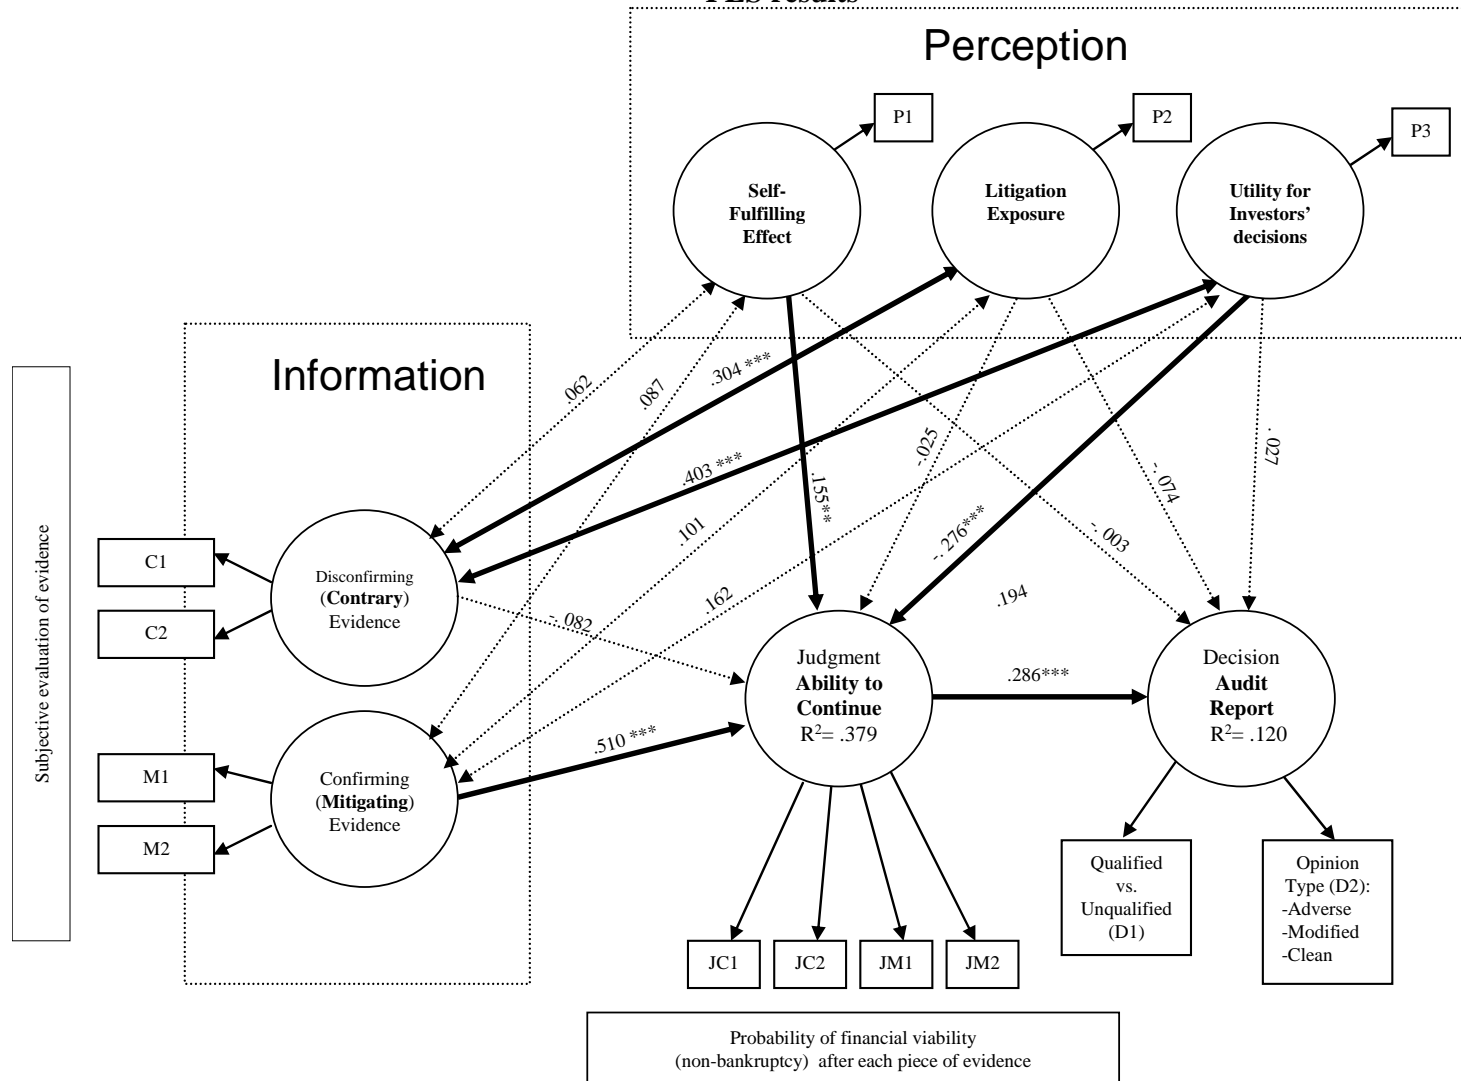 PLS results
Perception
P1
P2
P3
Self-
Fulfilling
Effect
Litigation
Exposure
Utility for
Investors’
decisions
Information
.062
.087
.304 ***
.403 ***
.101
.162
.155**
-.025
-. 276***
-. 003
-. 074
. 027
.194
-. 082
.510 ***
.286***
Subjective evaluation of evidence
C1
C2
M1
M2
Disconfirming
(Contrary)
Evidence
Confirming
(Mitigating)
Evidence
Judgment
Ability to
Continue
R²= .379
Decision
Audit
Report
R²= .120
JC1
JC2
JM1
JM2
Qualified
vs.
Unqualified
(D1)
Opinion
Type (D2):
-Adverse
-Modified
-Clean
Probability of financial viability
(non-bankruptcy) after each piece of evidence